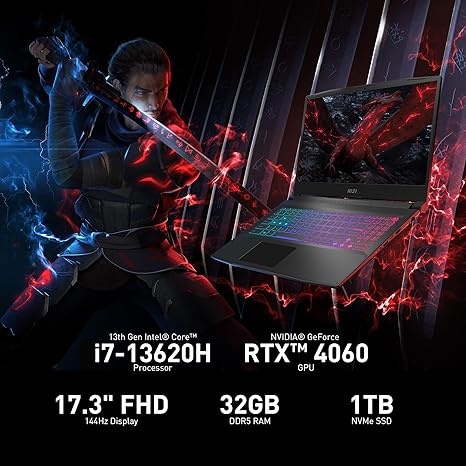 msi
13th Gen Intel® Core™
i7-13620H
Processor
NVIDIA® GeForce
RTX™ 4060
GPU
17.3" FHD
144Hz Display
32GB
DDR5 RAM
1TB
NVMe SSD